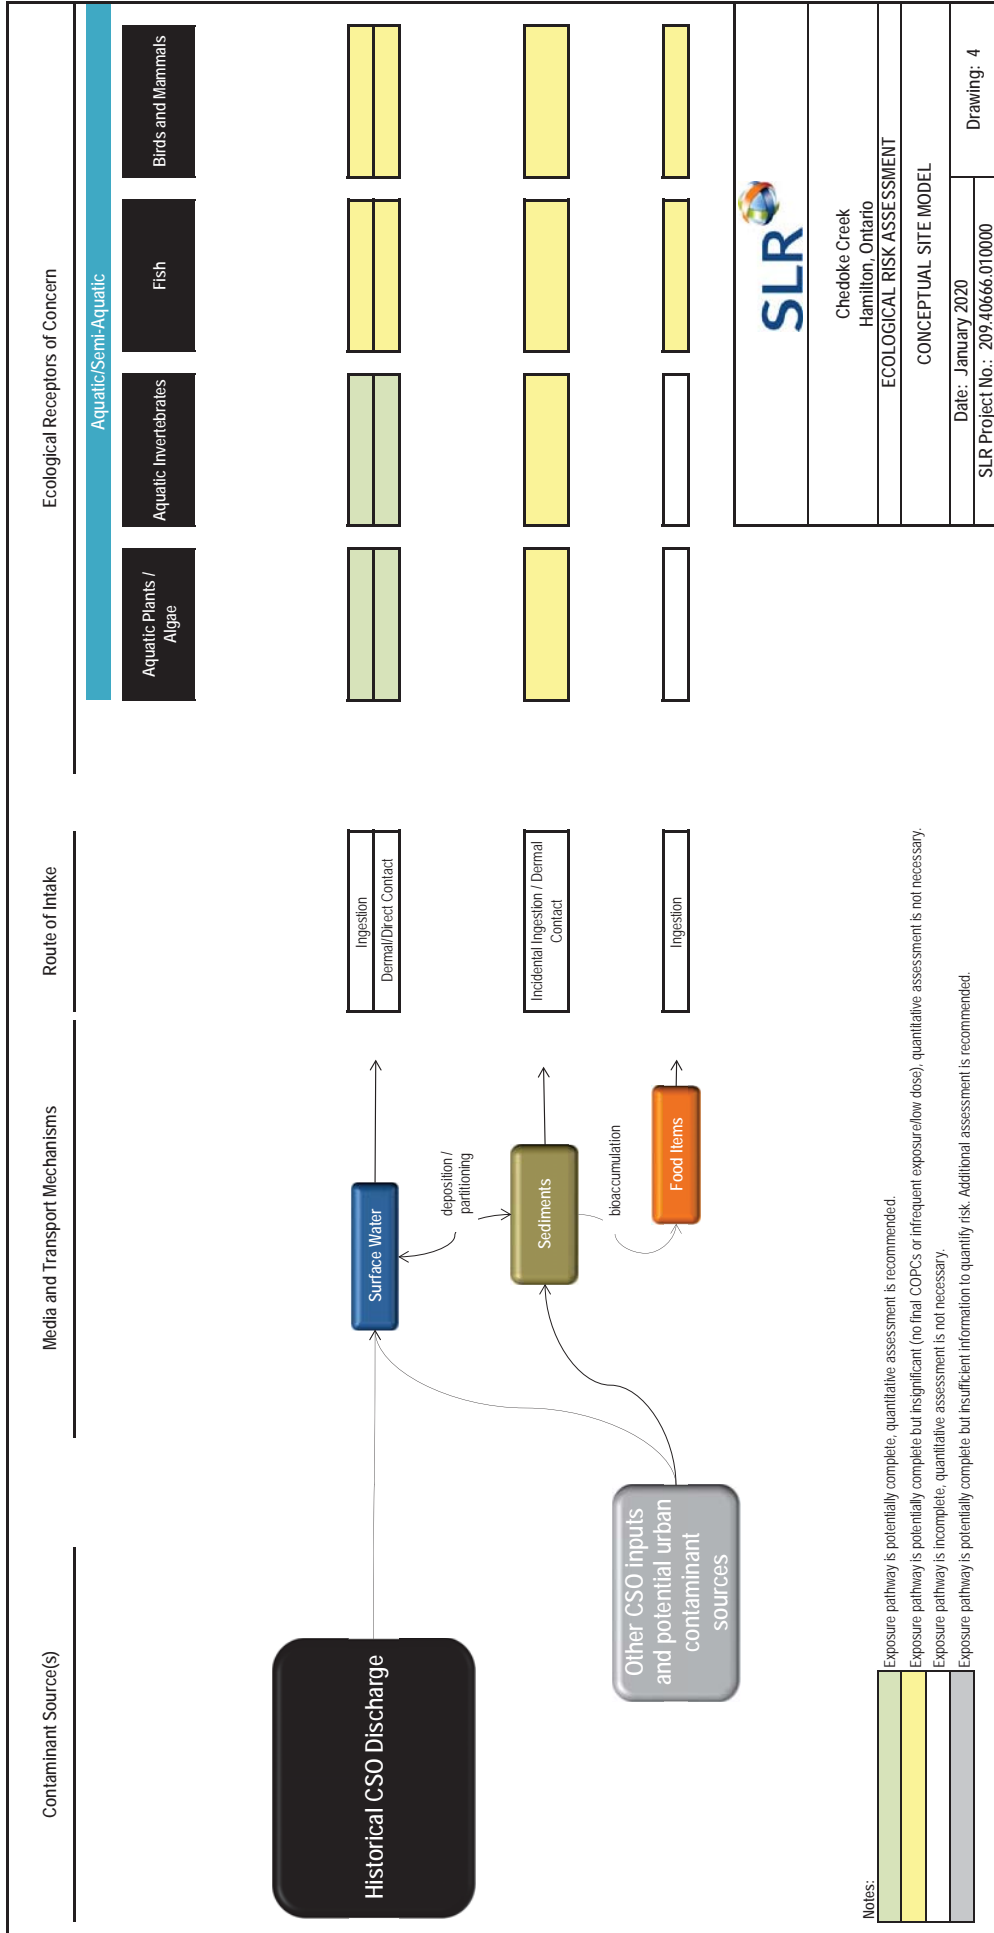 Contaminant Source(s)
Media and Transport Mechanisms
Route of Intake
Ecological Receptors of Concern
Aquatic/Semi-Aquatic
Aquatic Plants /
Algae
Aquatic Invertebrates
Fish
Birds and Mammals
Historical CSO Discharge
Surface Water
Ingestion
Dermal/Direct Contact
deposition /
partitioning
Sediments
Incidental Ingestion / Dermal
Contact
bioaccumulation
Other CSO inputs
and potential urban
contaminant
sources
Food Items
Ingestion
Notes:
Exposure pathway is potentially complete, quantitative assessment is recommended.
Exposure pathway is potentially complete but insignificant (no final COPCs or infrequent exposure/low dose), quantitative assessment is not necessary.
Exposure pathway is incomplete, quantitative assessment is not necessary.
Exposure pathway is potentially complete but insufficient information to quantify risk. Additional assessment is recommended.
SLR
Chedoke Creek
Hamilton, Ontario
ECOLOGICAL RISK ASSESSMENT
CONCEPTUAL SITE MODEL
Date: January 2020
SLR Project No.: 209.40666.010000
Drawing: 4